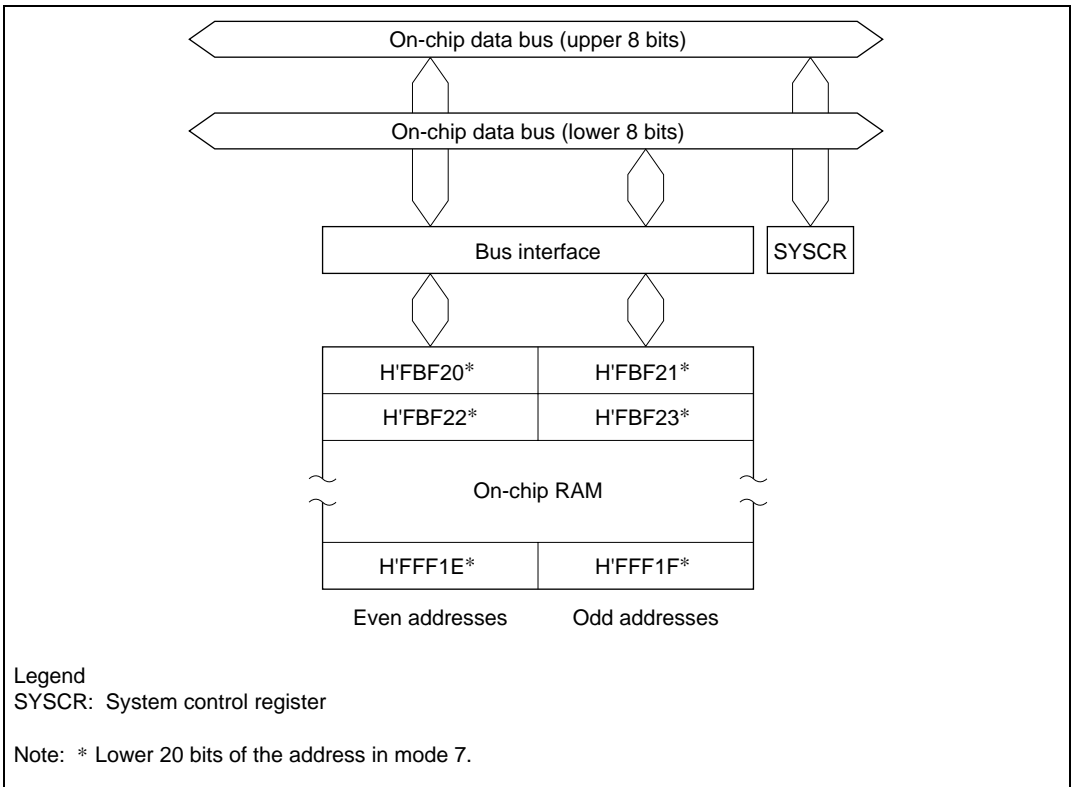 On-chip data bus (upper 8 bits)
On-chip data bus (lower 8 bits)
Bus interface
SYSCR
H'FBF20*
H'FBF21*
H'FBF22*
H'FBF23*
On-chip RAM
H'FFF1E*
H'FFF1F*
Even addresses
Odd addresses
Legend
SYSCR: System control register
Note: * Lower 20 bits of the address in mode 7.